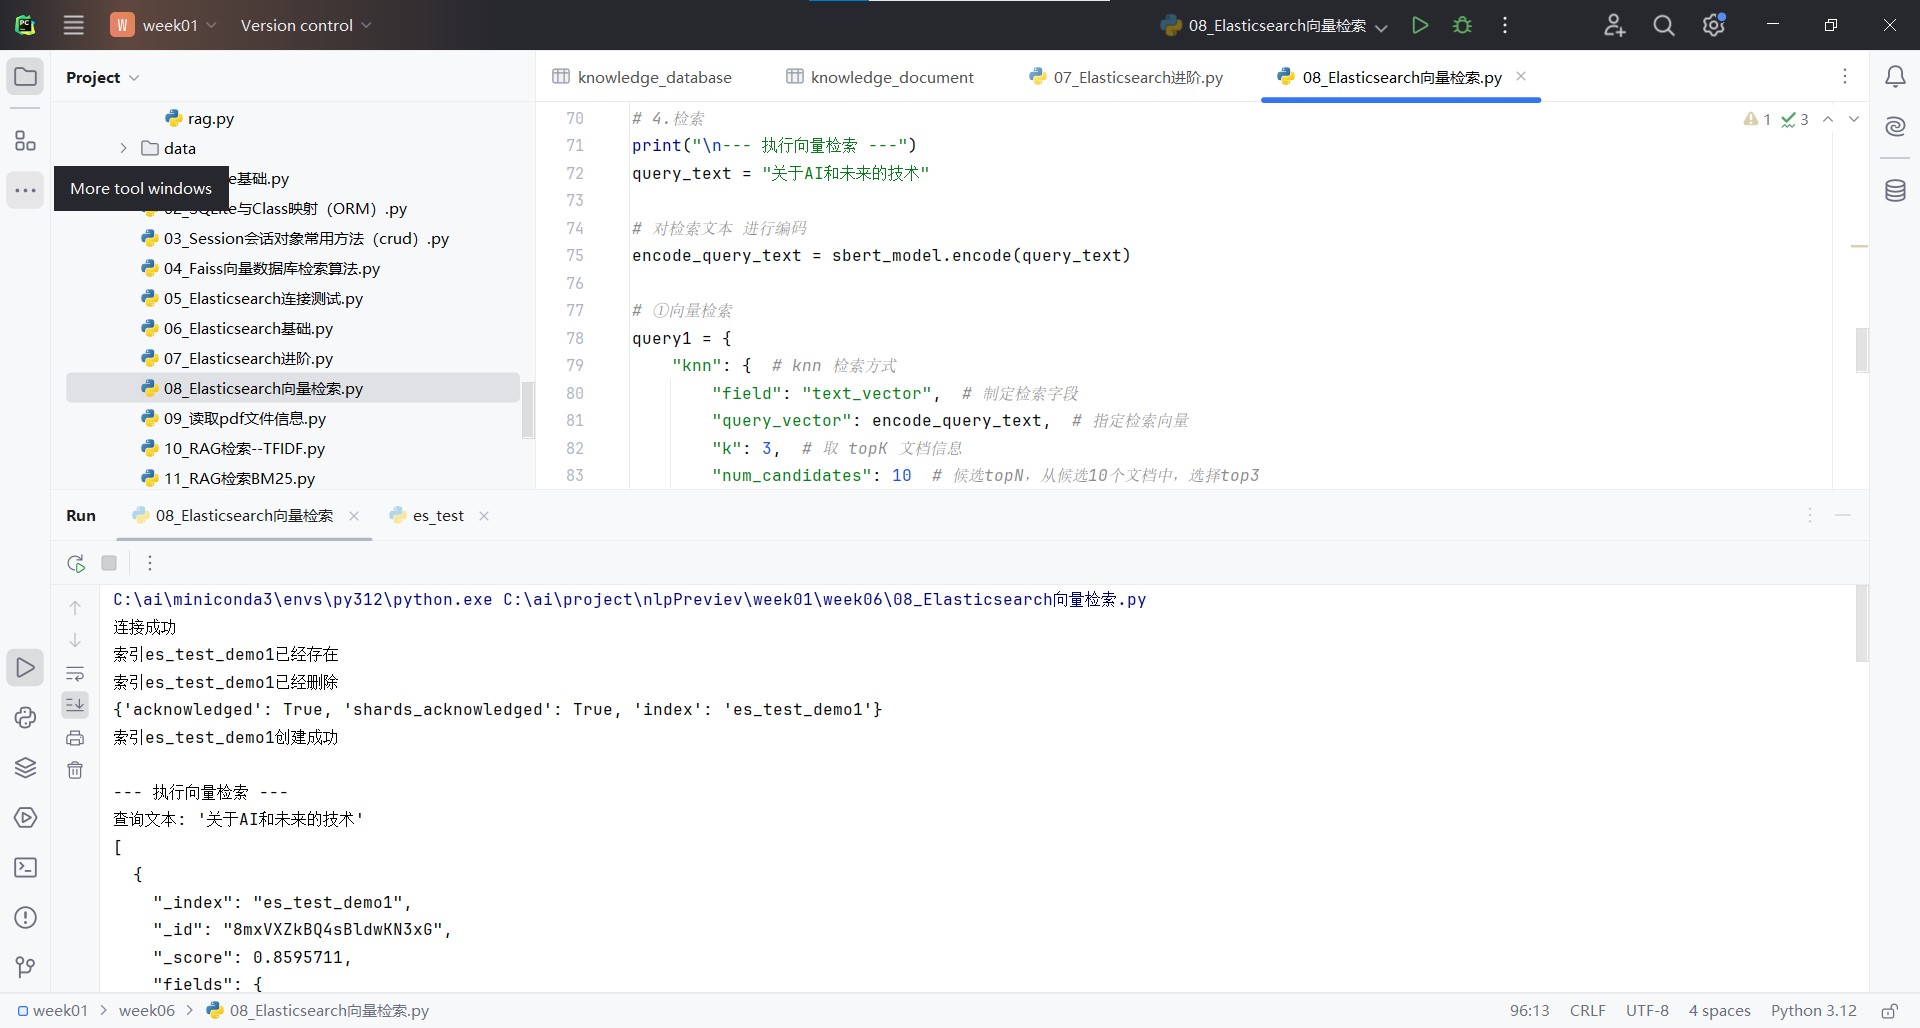 W week01 Version control 08_Elasticsearch向量检索
Project
knowledge_database knowledge_document 07_Elasticsearch进阶.py 08_Elasticsearch向量检索.py
rag.py
data
More tool windows
e基础.py
02_SQLite与Class映射（ORM）.py
03_Session会话对象常用方法（crud）.py
04_Faiss向量数据库检索算法.py
05_Elasticsearch连接测试.py
06_Elasticsearch基础.py
07_Elasticsearch进阶.py
08_Elasticsearch向量检索.py
09_读取pdf文件信息.py
10_RAG检索--TFIDF.py
11_RAG检索BM25.py
1 3
70 # 4.检索
71 print("\n--- 执行向量检索 ---")
72 query_text = "关于AI和未来的技术"
73
74 # 对检索文本 进行编码
75 encode_query_text = sbert_model.encode(query_text)
76
77 # ①向量检索
78 query1 = {
79 "knn": { # knn 检索方式
80 "field": "text_vector", # 制定检索字段
81 "query_vector": encode_query_text, # 指定检索向量
82 "k": 3, # 取 topK 文档信息
83 "num_candidates": 10 # 候选topN，从候选10个文档中，选择top3
Run 08_Elasticsearch向量检索 es_test
C:\ai\miniconda3\envs\py312\python.exe C:\ai\project\nlpPreviev\week01\week06\08_Elasticsearch向量检索.py
连接成功
索引es_test_demo1已经存在
索引es_test_demo1已经删除
{'acknowledged': True, 'shards_acknowledged': True, 'index': 'es_test_demo1'}
索引es_test_demo1创建成功
--- 执行向量检索 ---
查询文本: '关于AI和未来的技术'
[
{
"_index": "es_test_demo1",
"_id": "8mxVXZkBQ4sBldwKN3xG",
"_score": 0.8595711,
"fields": {
week01 > week06 > 08_Elasticsearch向量检索.py
96:13 CRLF UTF-8 4 spaces Python 3.12